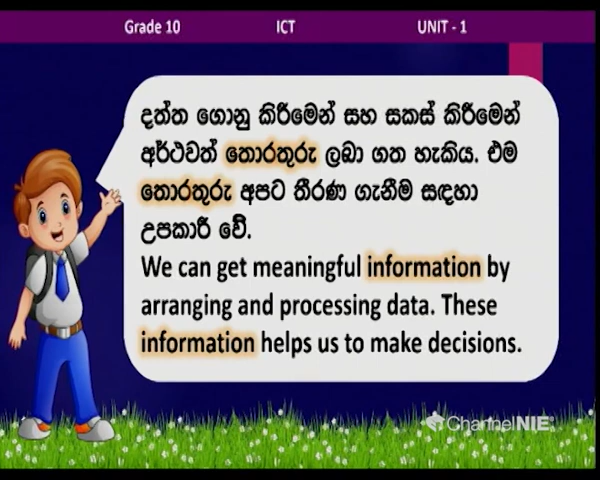 Grade 10 ICT UNIT - 1
දත්ත ගොනු කිරීමෙන් සහ සකස් කිරීමෙන්
අර්ථවත් තොරතුරු ලබා ගත හැකිය. එම
තොරතුරු අපට තීරණ ගැනීම සඳහා
උපකාරී වේ.
We can get meaningful information by
arranging and processing data. These
information helps us to make decisions.
ChannelNIE